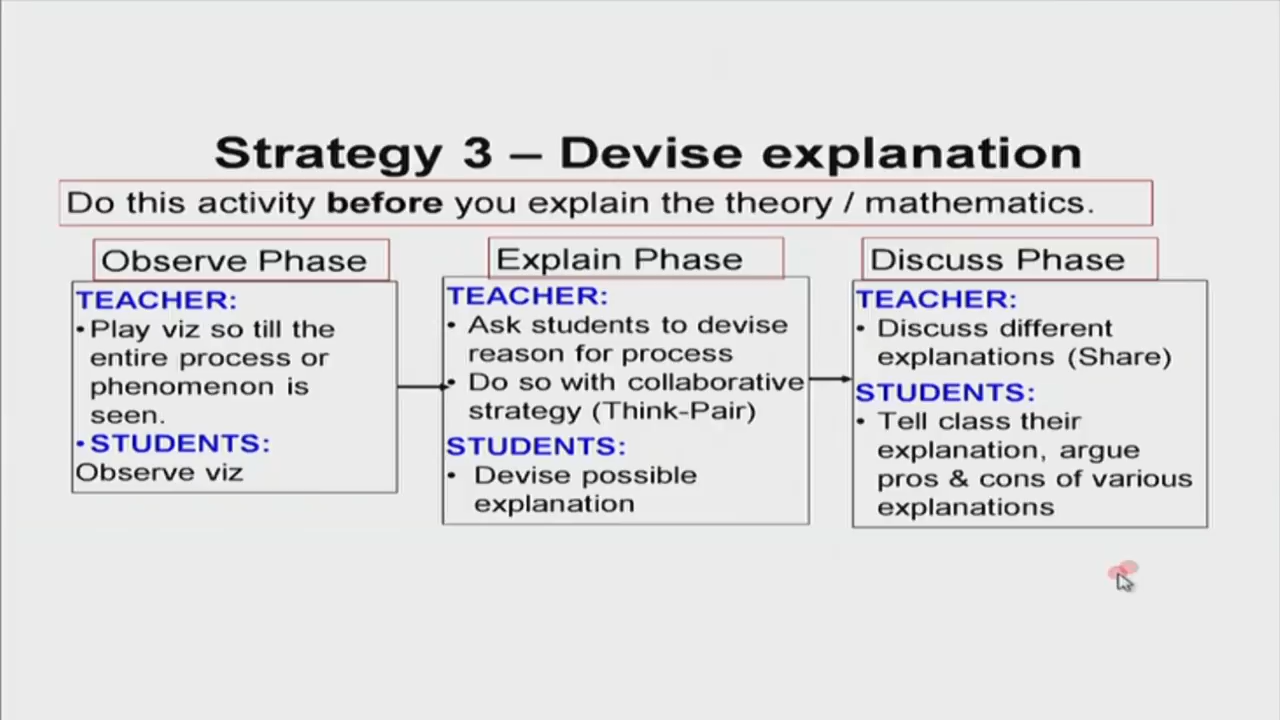 Strategy 3 – Devise explanation
Do this activity before you explain the theory / mathematics.
Observe Phase
TEACHER:
•Play viz so till the
entire process or
phenomenon is
seen.
•STUDENTS:
Observe viz
Explain Phase
TEACHER:
• Ask students to devise
reason for process
• Do so with collaborative
strategy (Think-Pair)
STUDENTS:
• Devise possible
explanation
Discuss Phase
TEACHER:
• Discuss different
explanations (Share)
STUDENTS:
• Tell class their
explanation, argue
pros & cons of various
explanations